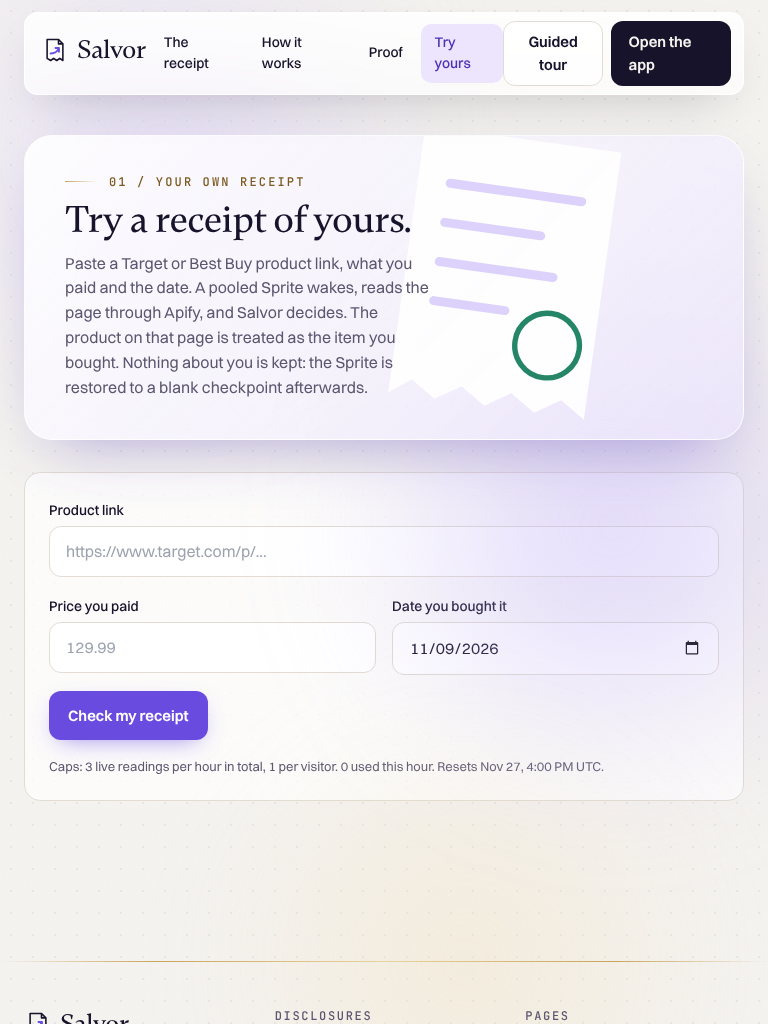 Salvor
The receipt
How it works
Proof
Try yours
Guided tour
Open the app
01 / YOUR OWN RECEIPT
Try a receipt of yours.
Paste a Target or Best Buy product link, what you
paid and the date. A pooled Sprite wakes, reads the
page through Apify, and Salvor decides. The
product on that page is treated as the item you
bought. Nothing about you is kept: the Sprite is
restored to a blank checkpoint afterwards.
Product link
https://www.target.com/p/...
Price you paid
Date you bought it
129.99
11/09/2026
Check my receipt
Caps: 3 live readings per hour in total, 1 per visitor. 0 used this hour. Resets Nov 27, 4:00 PM UTC.
Salvor
DISCLOSURES
PAGES